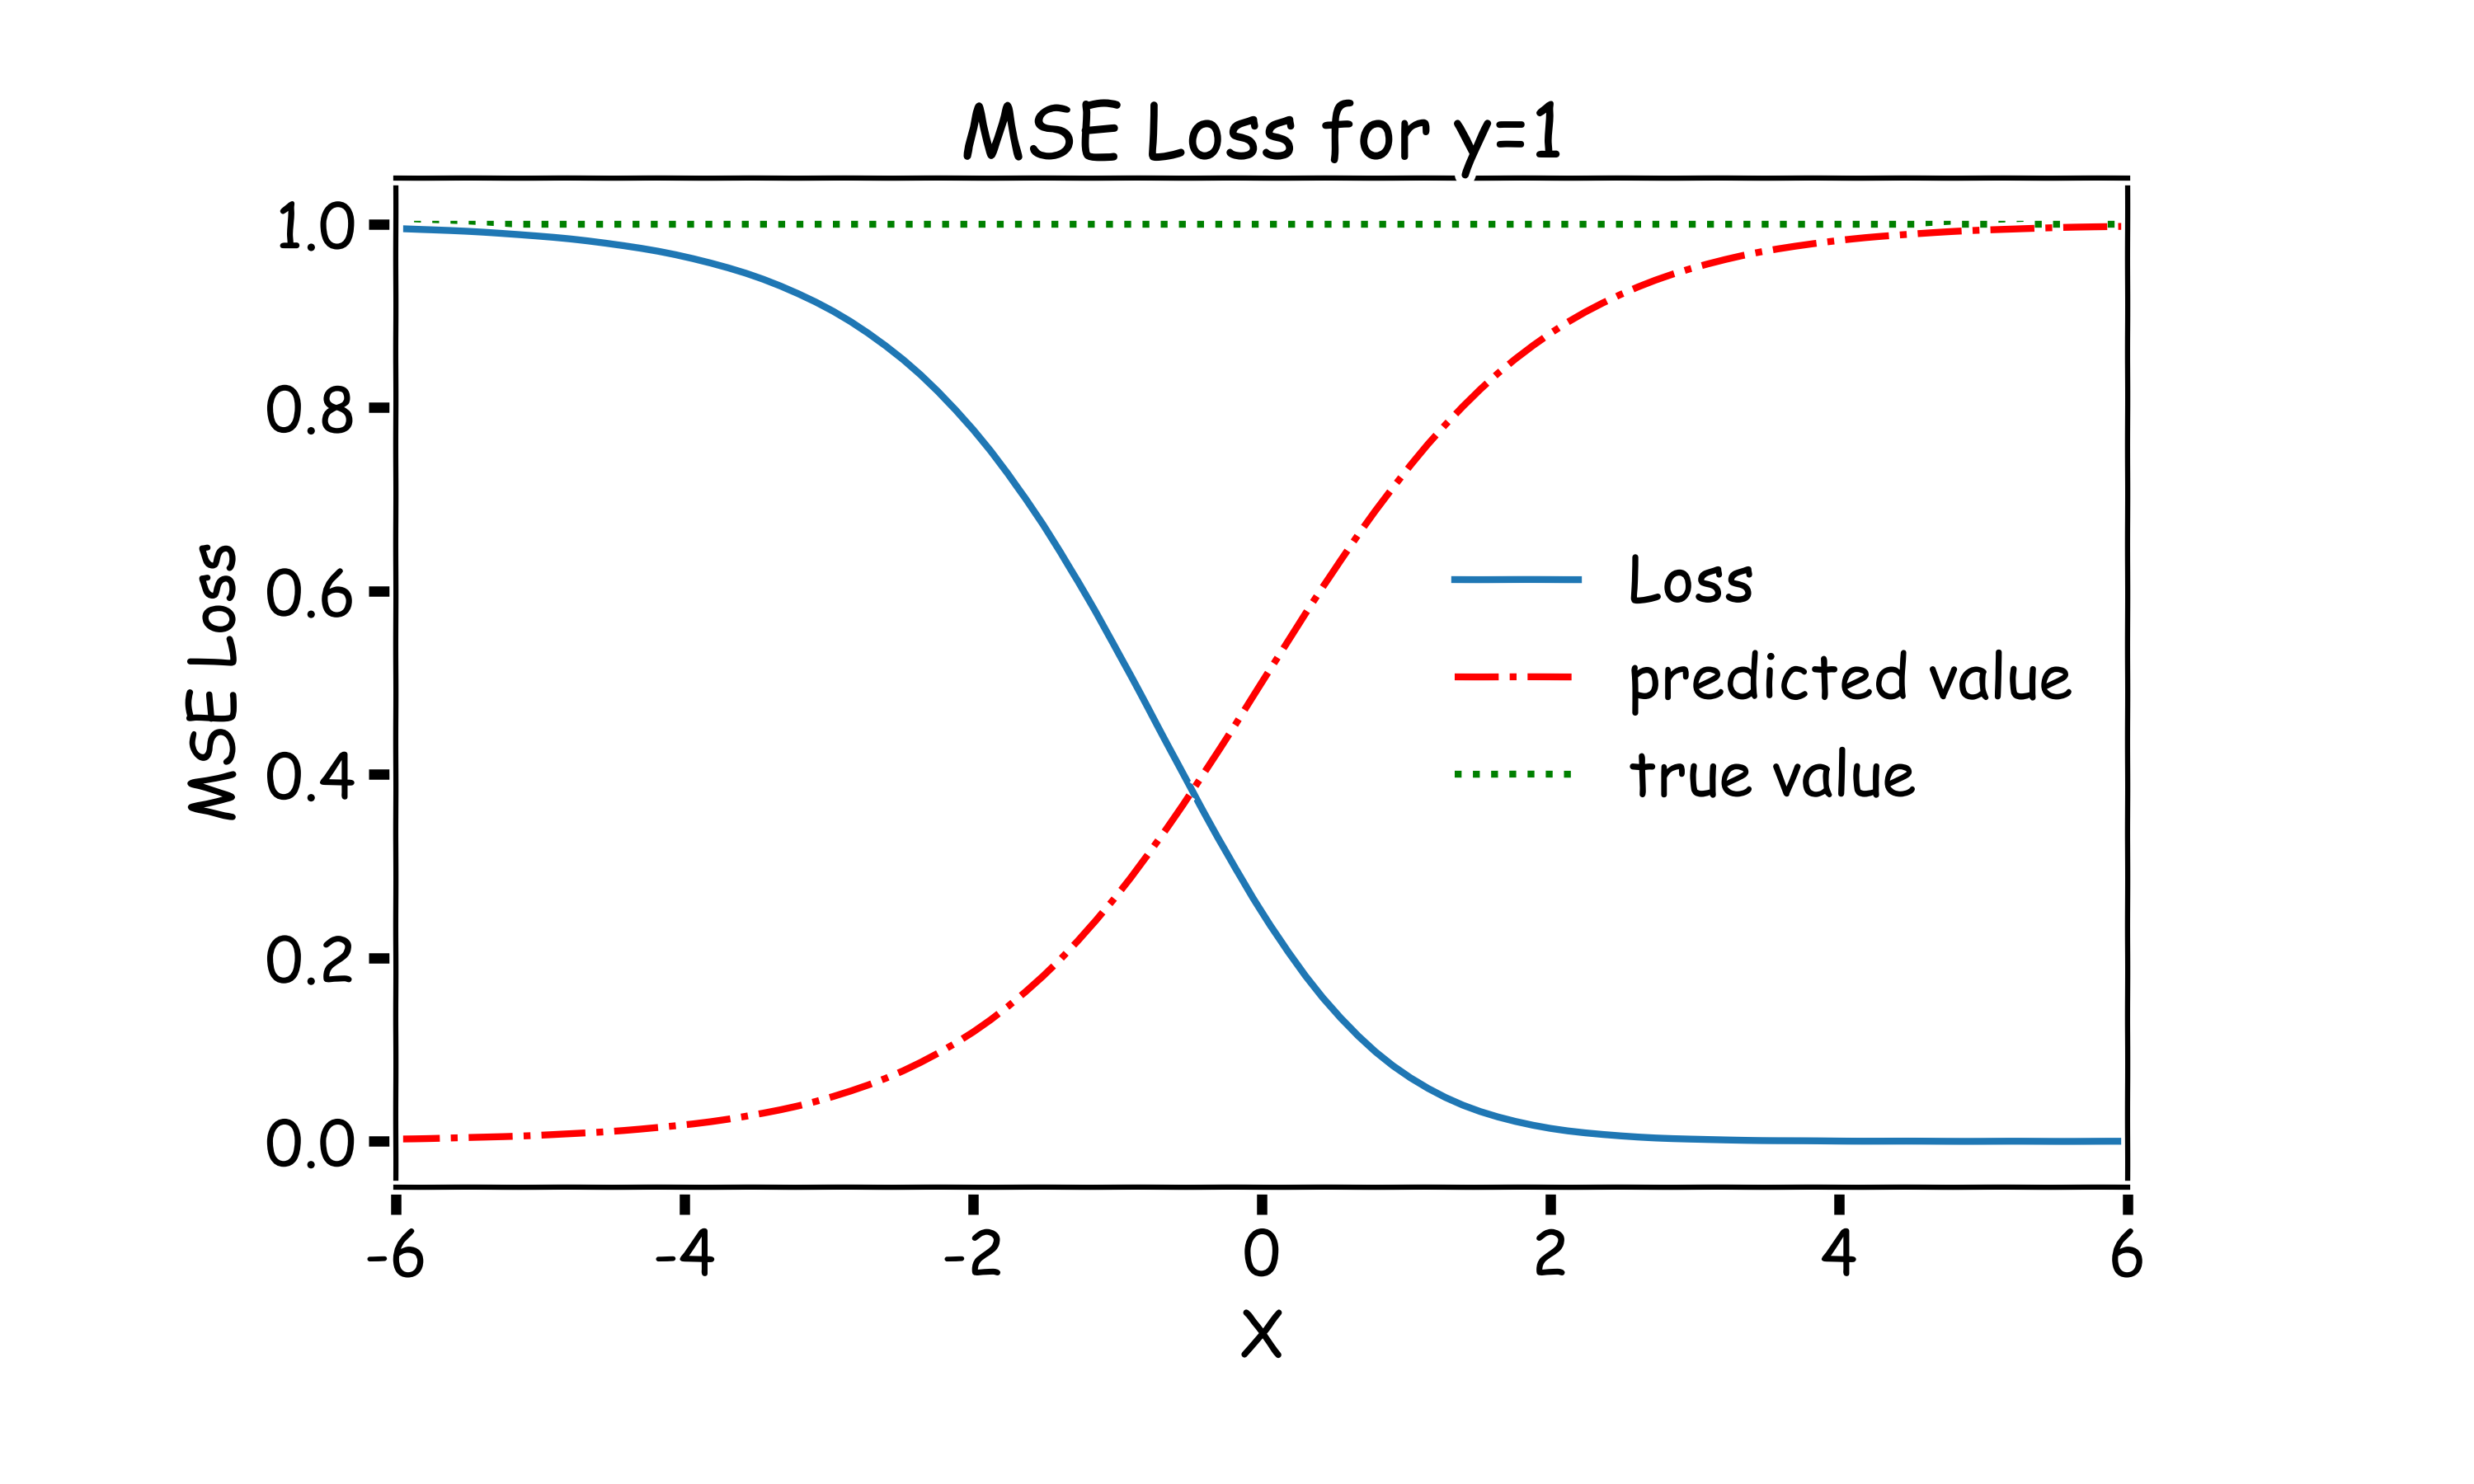 MSE Loss for y=1
MSE Loss
1.0
0.8
0.6
0.4
0.2
0.0
Loss
predicted value
true value
-6 -4 -2 0 2 4 6
X